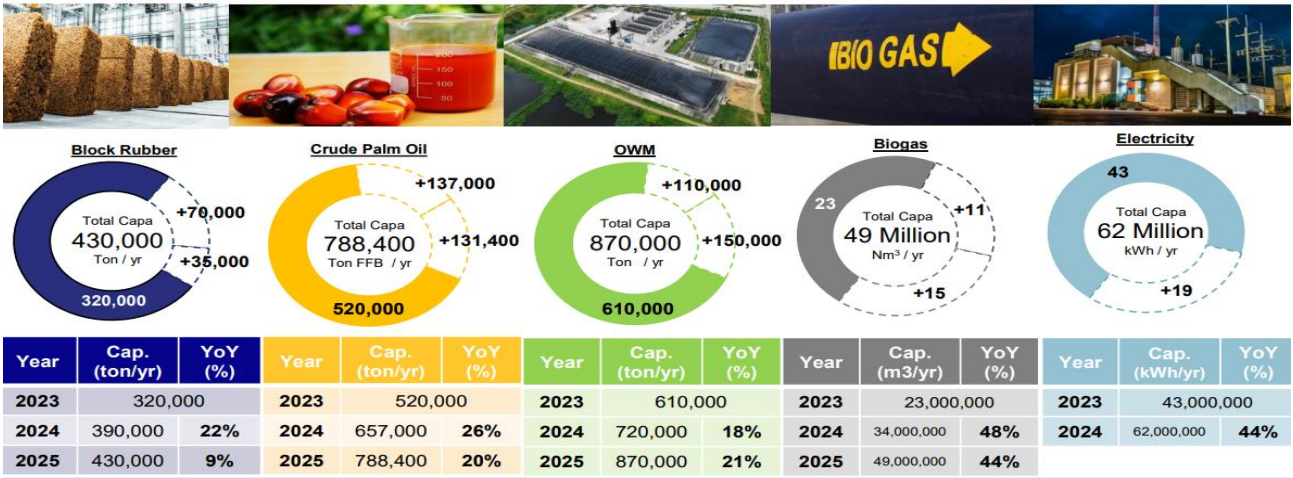 200
150
100
50
BIO GAS
Block Rubber
+70,000
Total Capa
430,000
Ton / yr
+35,000
320,000
Crude Palm Oil
+137,000
Total Capa
788,400
Ton FFB / yr
+131,400
520,000
OWM
+110,000
Total Capa
870,000
Ton / yr
+150,000
610,000
Biogas
23
+11
Total Capa
49 Million
Nm³ / yr
+15
Electricity
43
Total Capa
62 Million
kWh / yr
+19
Year Cap. (ton/yr) YoY (%)
2023 320,000
2024 390,000 22%
2025 430,000 9%
Year Cap. (ton/yr) YoY (%)
2023 520,000
2024 657,000 26%
2025 788,400 20%
Year Cap. (ton/yr) YoY (%)
2023 610,000
2024 720,000 18%
2025 870,000 21%
Year Cap. (m3/yr) YoY (%)
2023 23,000,000
2024 34,000,000 48%
2025 49,000,000 44%
Year Cap. (kWh/yr) YoY (%)
2023 43,000,000
2024 62,000,000 44%